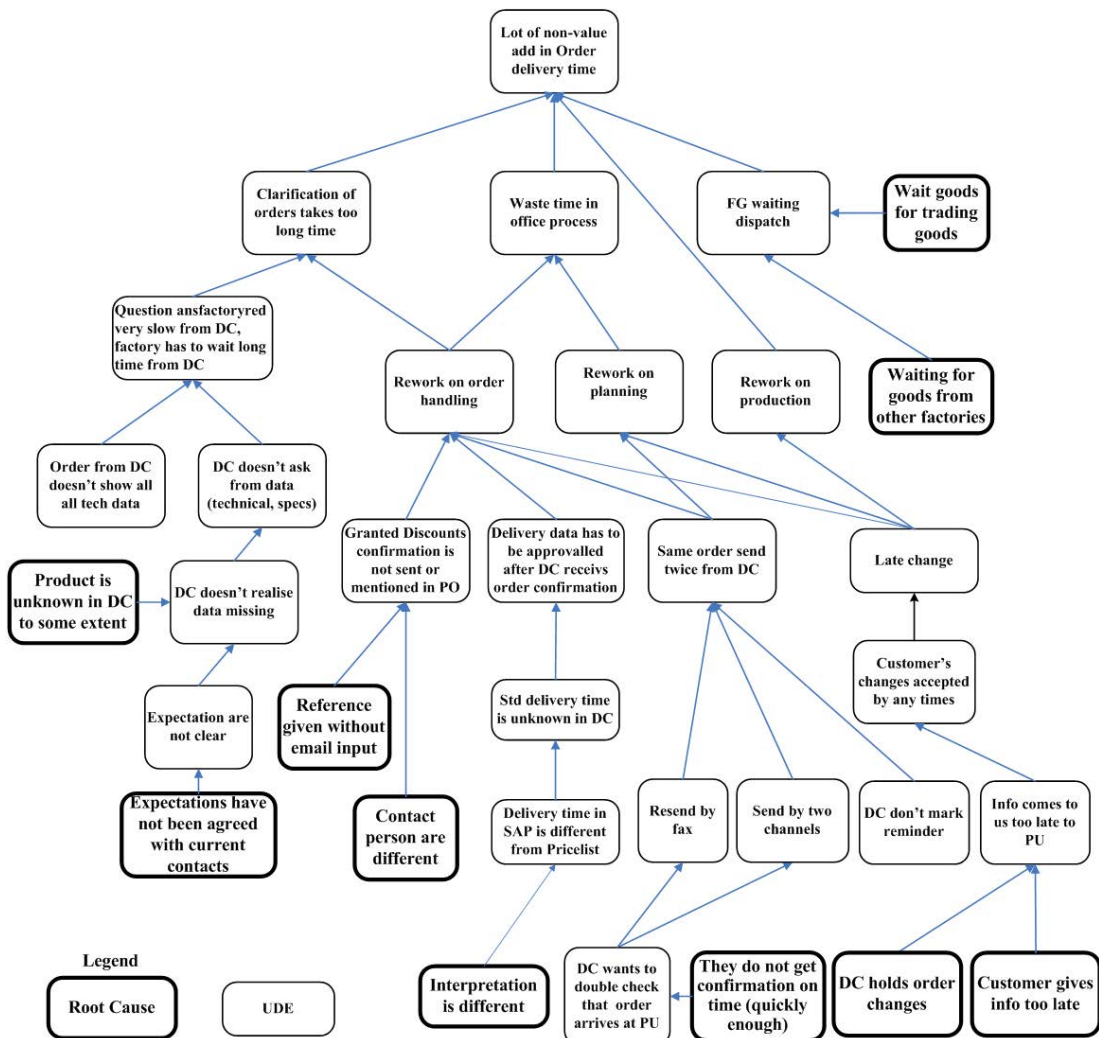 Lot of non-value
add in Order
delivery time
Clarification of
orders takes too
long time
Waste time in
office process
FG waiting
dispatch
Wait goods
for trading
goods
Question ansfactoryred
very slow from DC,
factory has to wait long
time from DC
Rework on order
handling
Rework on
planning
Rework on
production
Waiting for
goods from
other factories
Order from DC
doesn't show all
all tech data
DC doesn't ask
from data
(technical, specs)
Granted Discounts
confirmation is
not sent or
mentioned in PO
Delivery data has to
be approvalled
after DC receivs
order confirmation
Same order send
twice from DC
Late change
Product is
unknown in DC
to some extent
DC doesn't realise
data missing
Customer's
changes accepted
by any times
Expectation are
not clear
Reference
given without
email input
Std delivery time
is unknown in DC
Expectations have
not been agreed
with current
contacts
Contact
person are
different
Delivery time in
SAP is different
from Pricelist
Resend by
fax
Send by two
channels
DC don't mark
reminder
Info comes to
us too late to
PU
Legend
Root Cause
UDE
Interpretation
is different
DC wants to
double check
that order
arrives at PU
They do not get
confirmation on
time (quickly
enough)
DC holds order
changes
Customer gives
info too late